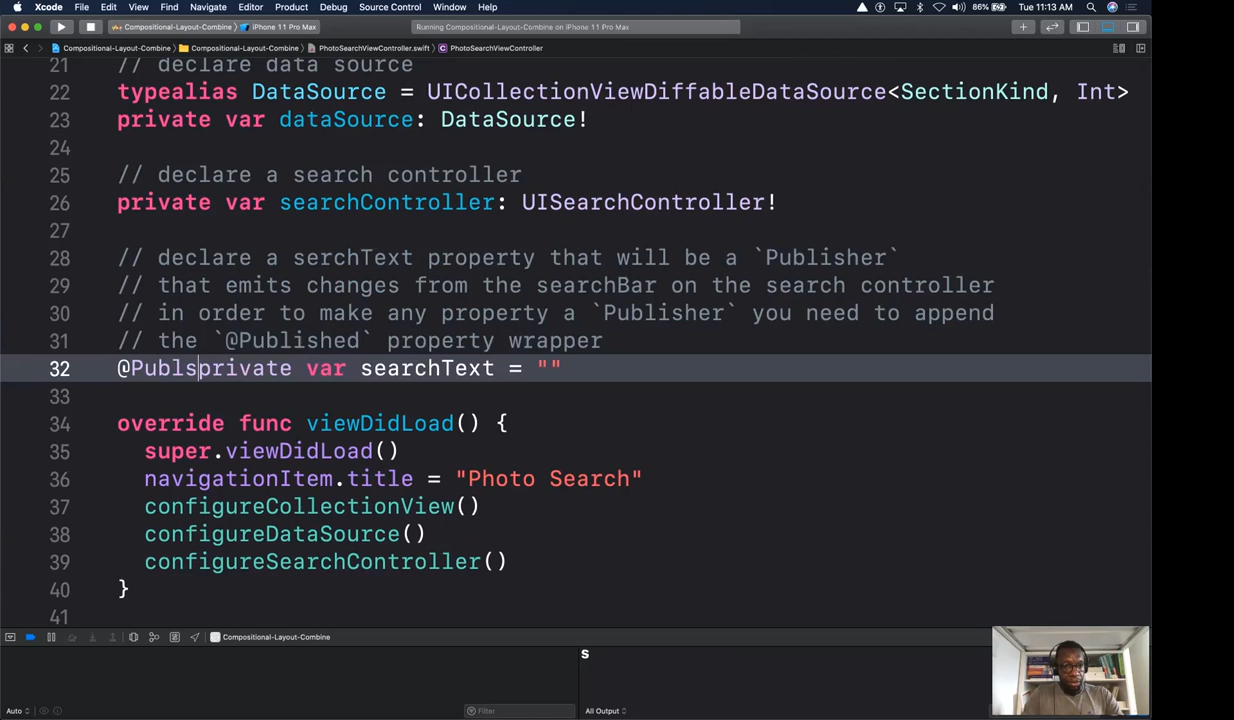 Xcode File Edit View Find Navigate Editor Product Debug Source Control Window Help 86% Tue 11:13 AM
Compositional-Layout-Combine iPhone 11 Pro Max Running Compositional-Layout-Combine on iPhone 11 Pro Max
Compositional-Layout-Combine Compositional-Layout-Combine PhotoSearchViewController.swift C PhotoSearchViewController
21 // declare data source
22 typealias DataSource = UICollectionViewDiffableDataSource<SectionKind, Int>
23 private var dataSource: DataSource!
24
25 // declare a search controller
26 private var searchController: UISearchController!
27
28 // declare a serchText property that will be a `Publisher`
29 // that emits changes from the searchBar on the search controller
30 // in order to make any property a `Publisher` you need to append
31 // the `@Published` property wrapper
32 @Publsprivate var searchText = ""
33
34 override func viewDidLoad() {
35 super.viewDidLoad()
36 navigationItem.title = "Photo Search"
37 configureCollectionView()
38 configureDataSource()
39 configureSearchController()
40 }
41
Compositional-Layout-Combine
s
Auto Filter All Output